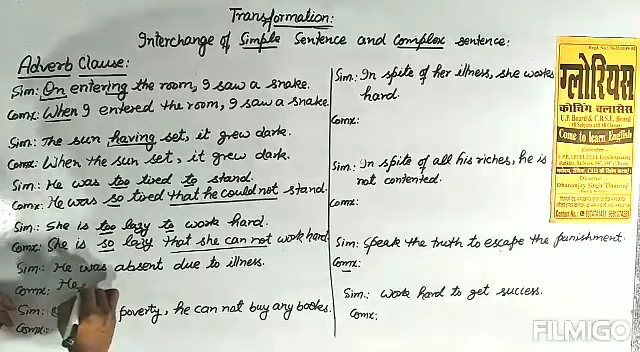 Transformation:
Interchange of Simple Sentence and Complex sentence:
Adverb Clause:
Sim: On entering the room, I saw a snake.
Comx: When I entered the room, I saw a snake.
Sim: The sun having set, it grew dark.
Comx: When the sun set, it grew dark.
Sim: He was too tired to stand.
Comx: He was so tired that he could not stand.
Sim: She is too lazy to work hard.
Comx: She is so lazy that she can not work hard.
Sim: He was absent due to illness.
Comx: He
Sim: poverty, he can not buy any books.
Comx:
Sim: In spite of her illness, she works
hard.
Comx:
Sim: In spite of all his riches, he is
not contented.
Comx:
Sim: Speak the truth to escape the punishment.
Comx:
Sim: Work hard to get success.
Comx:
ग्लोरियस
कोचिंग क्लासेस
U.P. Board & C.B.S.E. Board
Come to learn English
Dhananjay Singh
FILMIGO